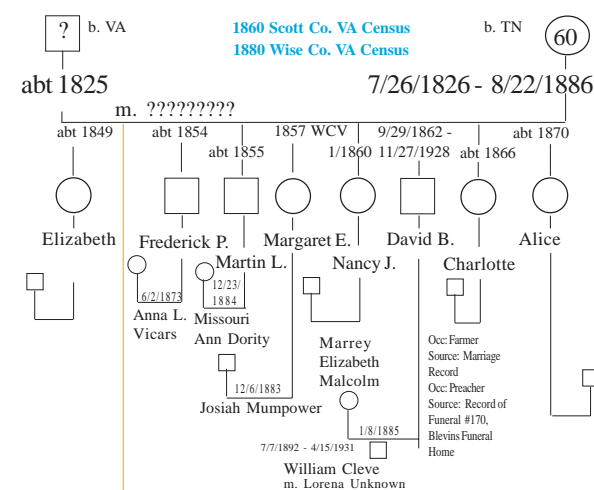 ? b. VA
1860 Scott Co. VA Census
1880 Wise Co. VA Census
b. TN
60
abt 1825
7/26/1826 - 8/22/1886
m. ?????????
abt 1849
abt 1854
1857 WCV
9/29/1862 -
abt 1870
abt 1855
1/1860
11/27/1928
abt 1866
Elizabeth
Frederick P.
Margaret E.
David B.
Alice
Martin L.
Nancy J.
Charlotte
6/2/1873
12/23/
1884
Anna L.
Vicars
Missouri
Ann Dority
Marrey
Elizabeth
Malcolm
Occ: Farmer
Source: Marriage
Record
Occ: Preacher
Source: Record of
Funeral #170,
Blevins Funeral
Home
12/6/1883
Josiah Mumpower
1/8/1885
7/7/1892 - 4/15/1931
William Cleve
m. Lorena Unknown